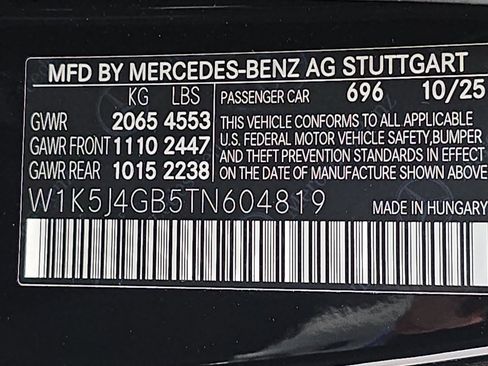 MFD BY MERCEDES-BENZ AG STUTTGART
KG LBS PASSENGER CAR 696 10/25
GVWR 2065 4553
GAWR FRONT 1110 2447
GAWR REAR 1015 2238
THIS VEHICLE CONFORMS TO ALL APPLICABLE
U.S. FEDERAL MOTOR VEHICLE SAFETY, BUMPER
AND THEFT PREVENTION STANDARDS IN EFFECT
ON THE DATE OF MANUFACTURE SHOWN ABOVE
W1K5J4GB5TN604819 MADE IN HUNGARY